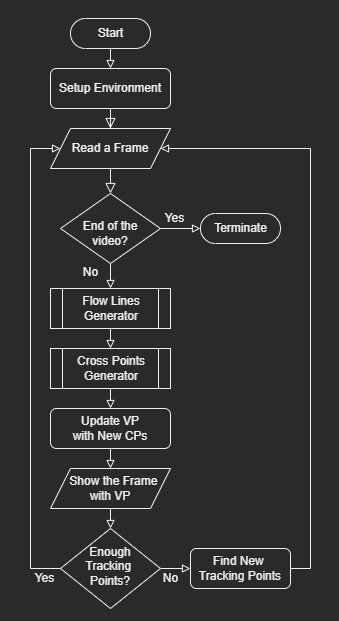 Start
Setup Environment
Read a Frame
End of the
video?
Yes
Terminate
No
Flow Lines
Generator
Cross Points
Generator
Update VP
with New CPs
Show the Frame
with VP
Enough
Tracking
Points?
Yes
No
Find New
Tracking Points